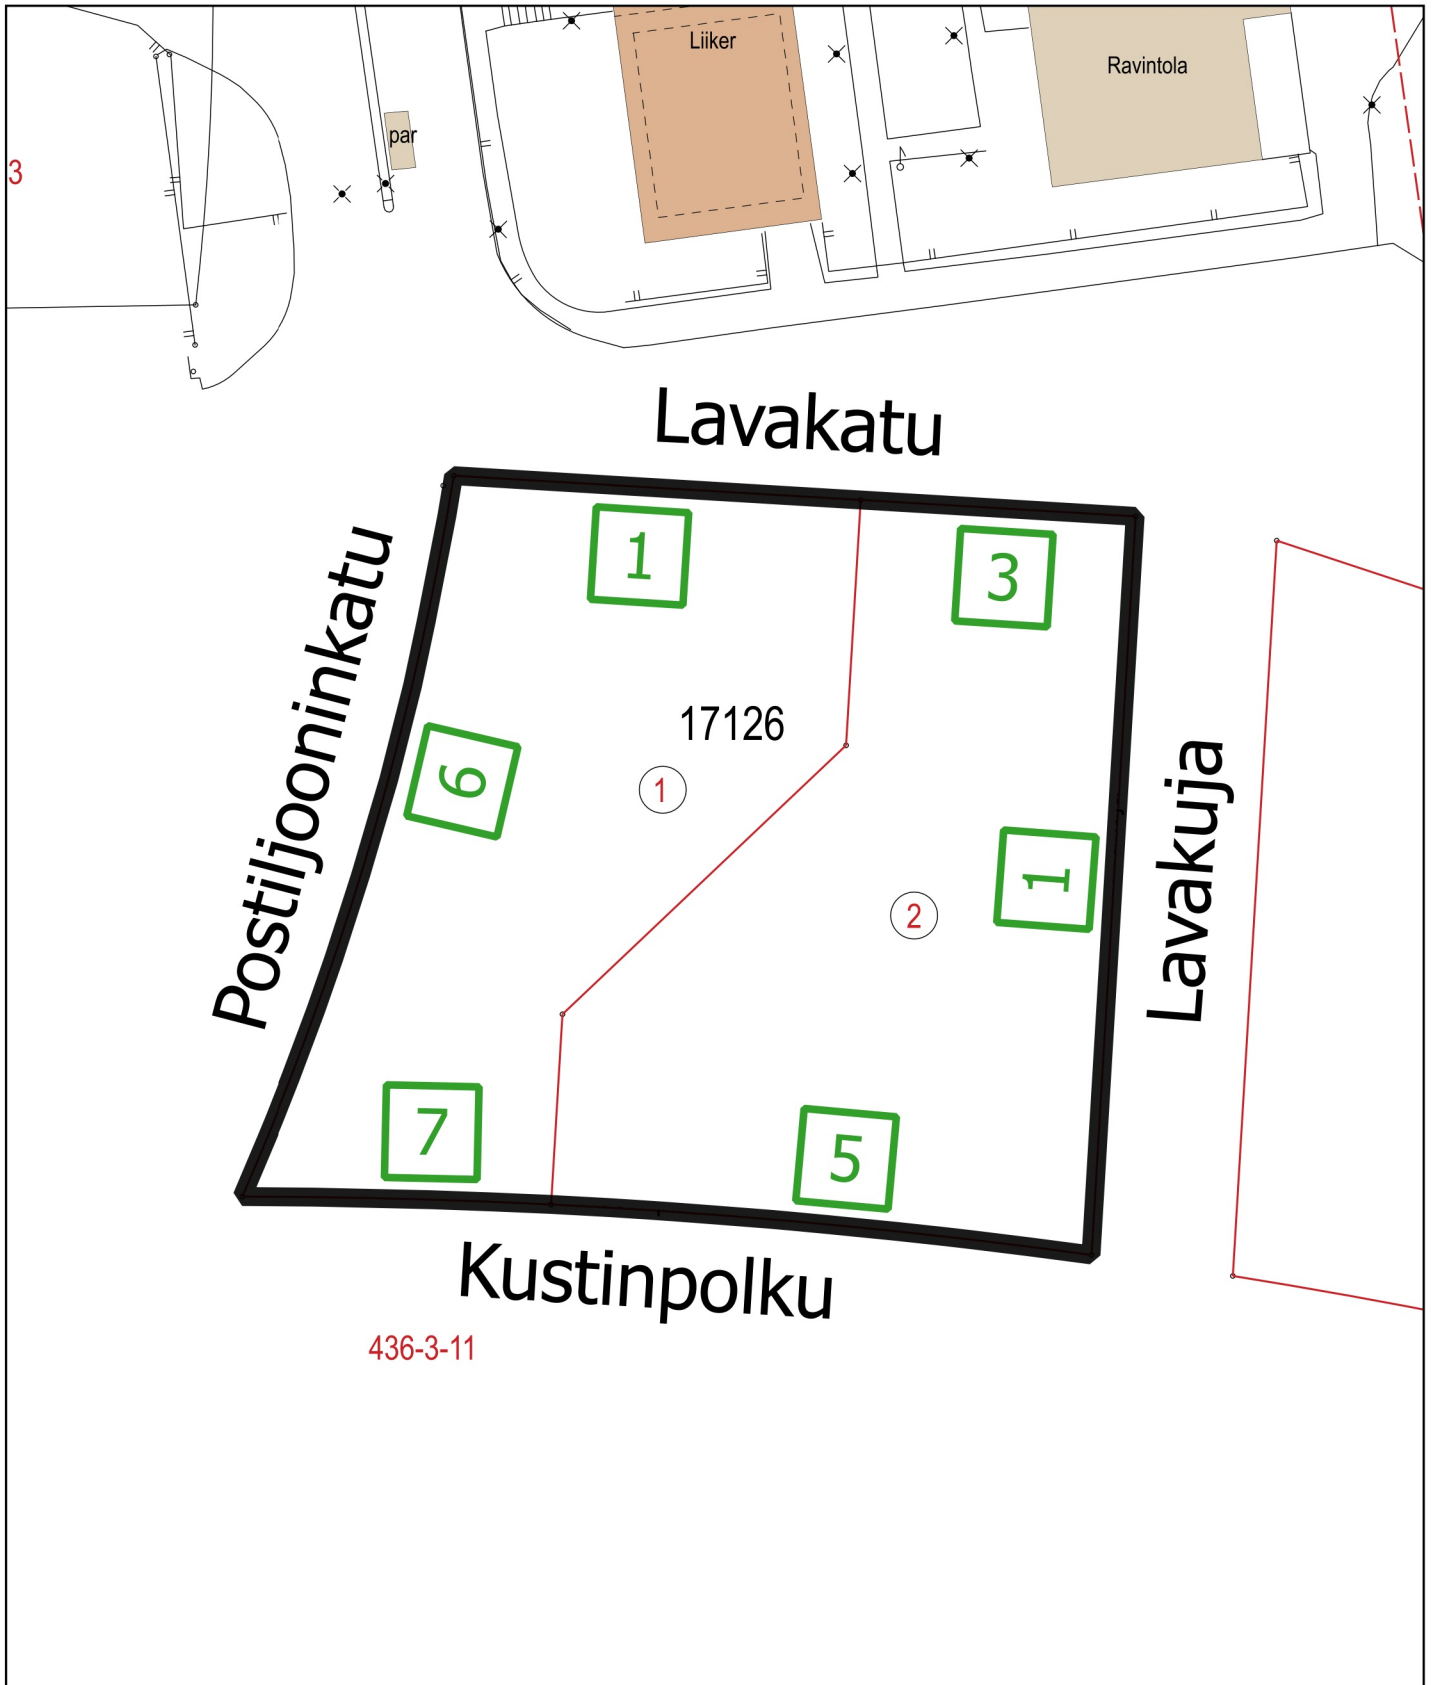 Liiker
Ravintola
par
3
Lavakatu
Postiljooninkatu
1
3
17126
6
1
Lavakuja
1
2
7
5
Kustinpolku
436-3-11